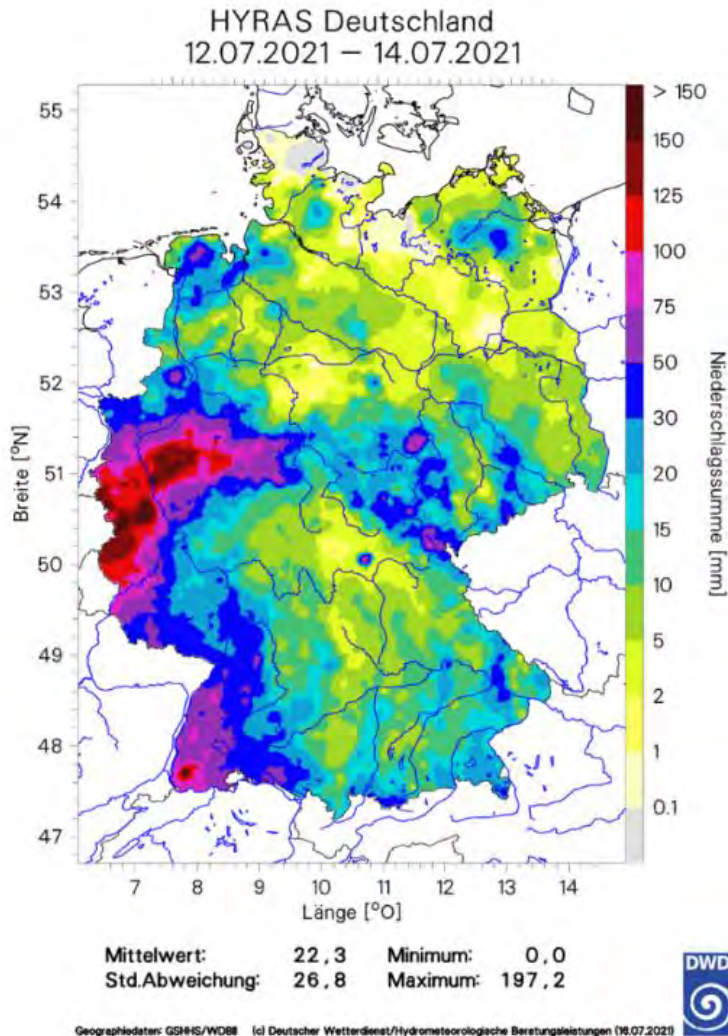 HYRAS Deutschland
12.07.2021 – 14.07.2021
55
54
53
52
51
50
49
48
47
Breite [°N]
7 8 9 10 11 12 13 14
Länge [°O]
> 150
150
125
100
75
50
30
20
15
10
5
2
1
0.1
Niederschlagssumme [mm]
Mittelwert: 22,3 Minimum: 0,0
Std.Abweichung: 26,8 Maximum: 197,2
DWD
Geographiedaten: GSHHS/WDBII (c) Deutscher Wetterdienst/Hydrometeorologische Beratungsleistungen (16.07.2021)